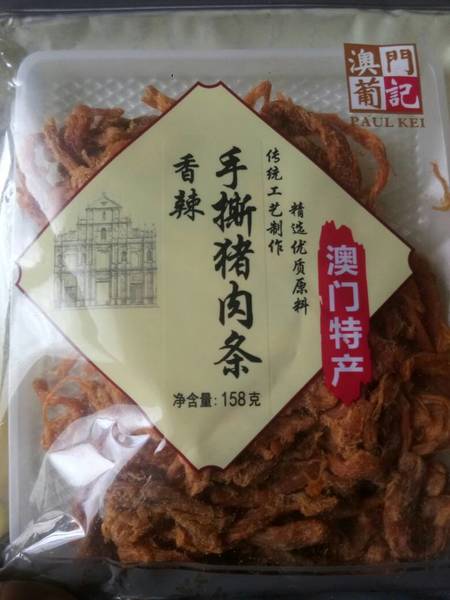 澳門
葡記
PAUL KEI
香辣
手撕猪肉条
传统工艺制作
精选优质原料
澳门特产
净含量:158克